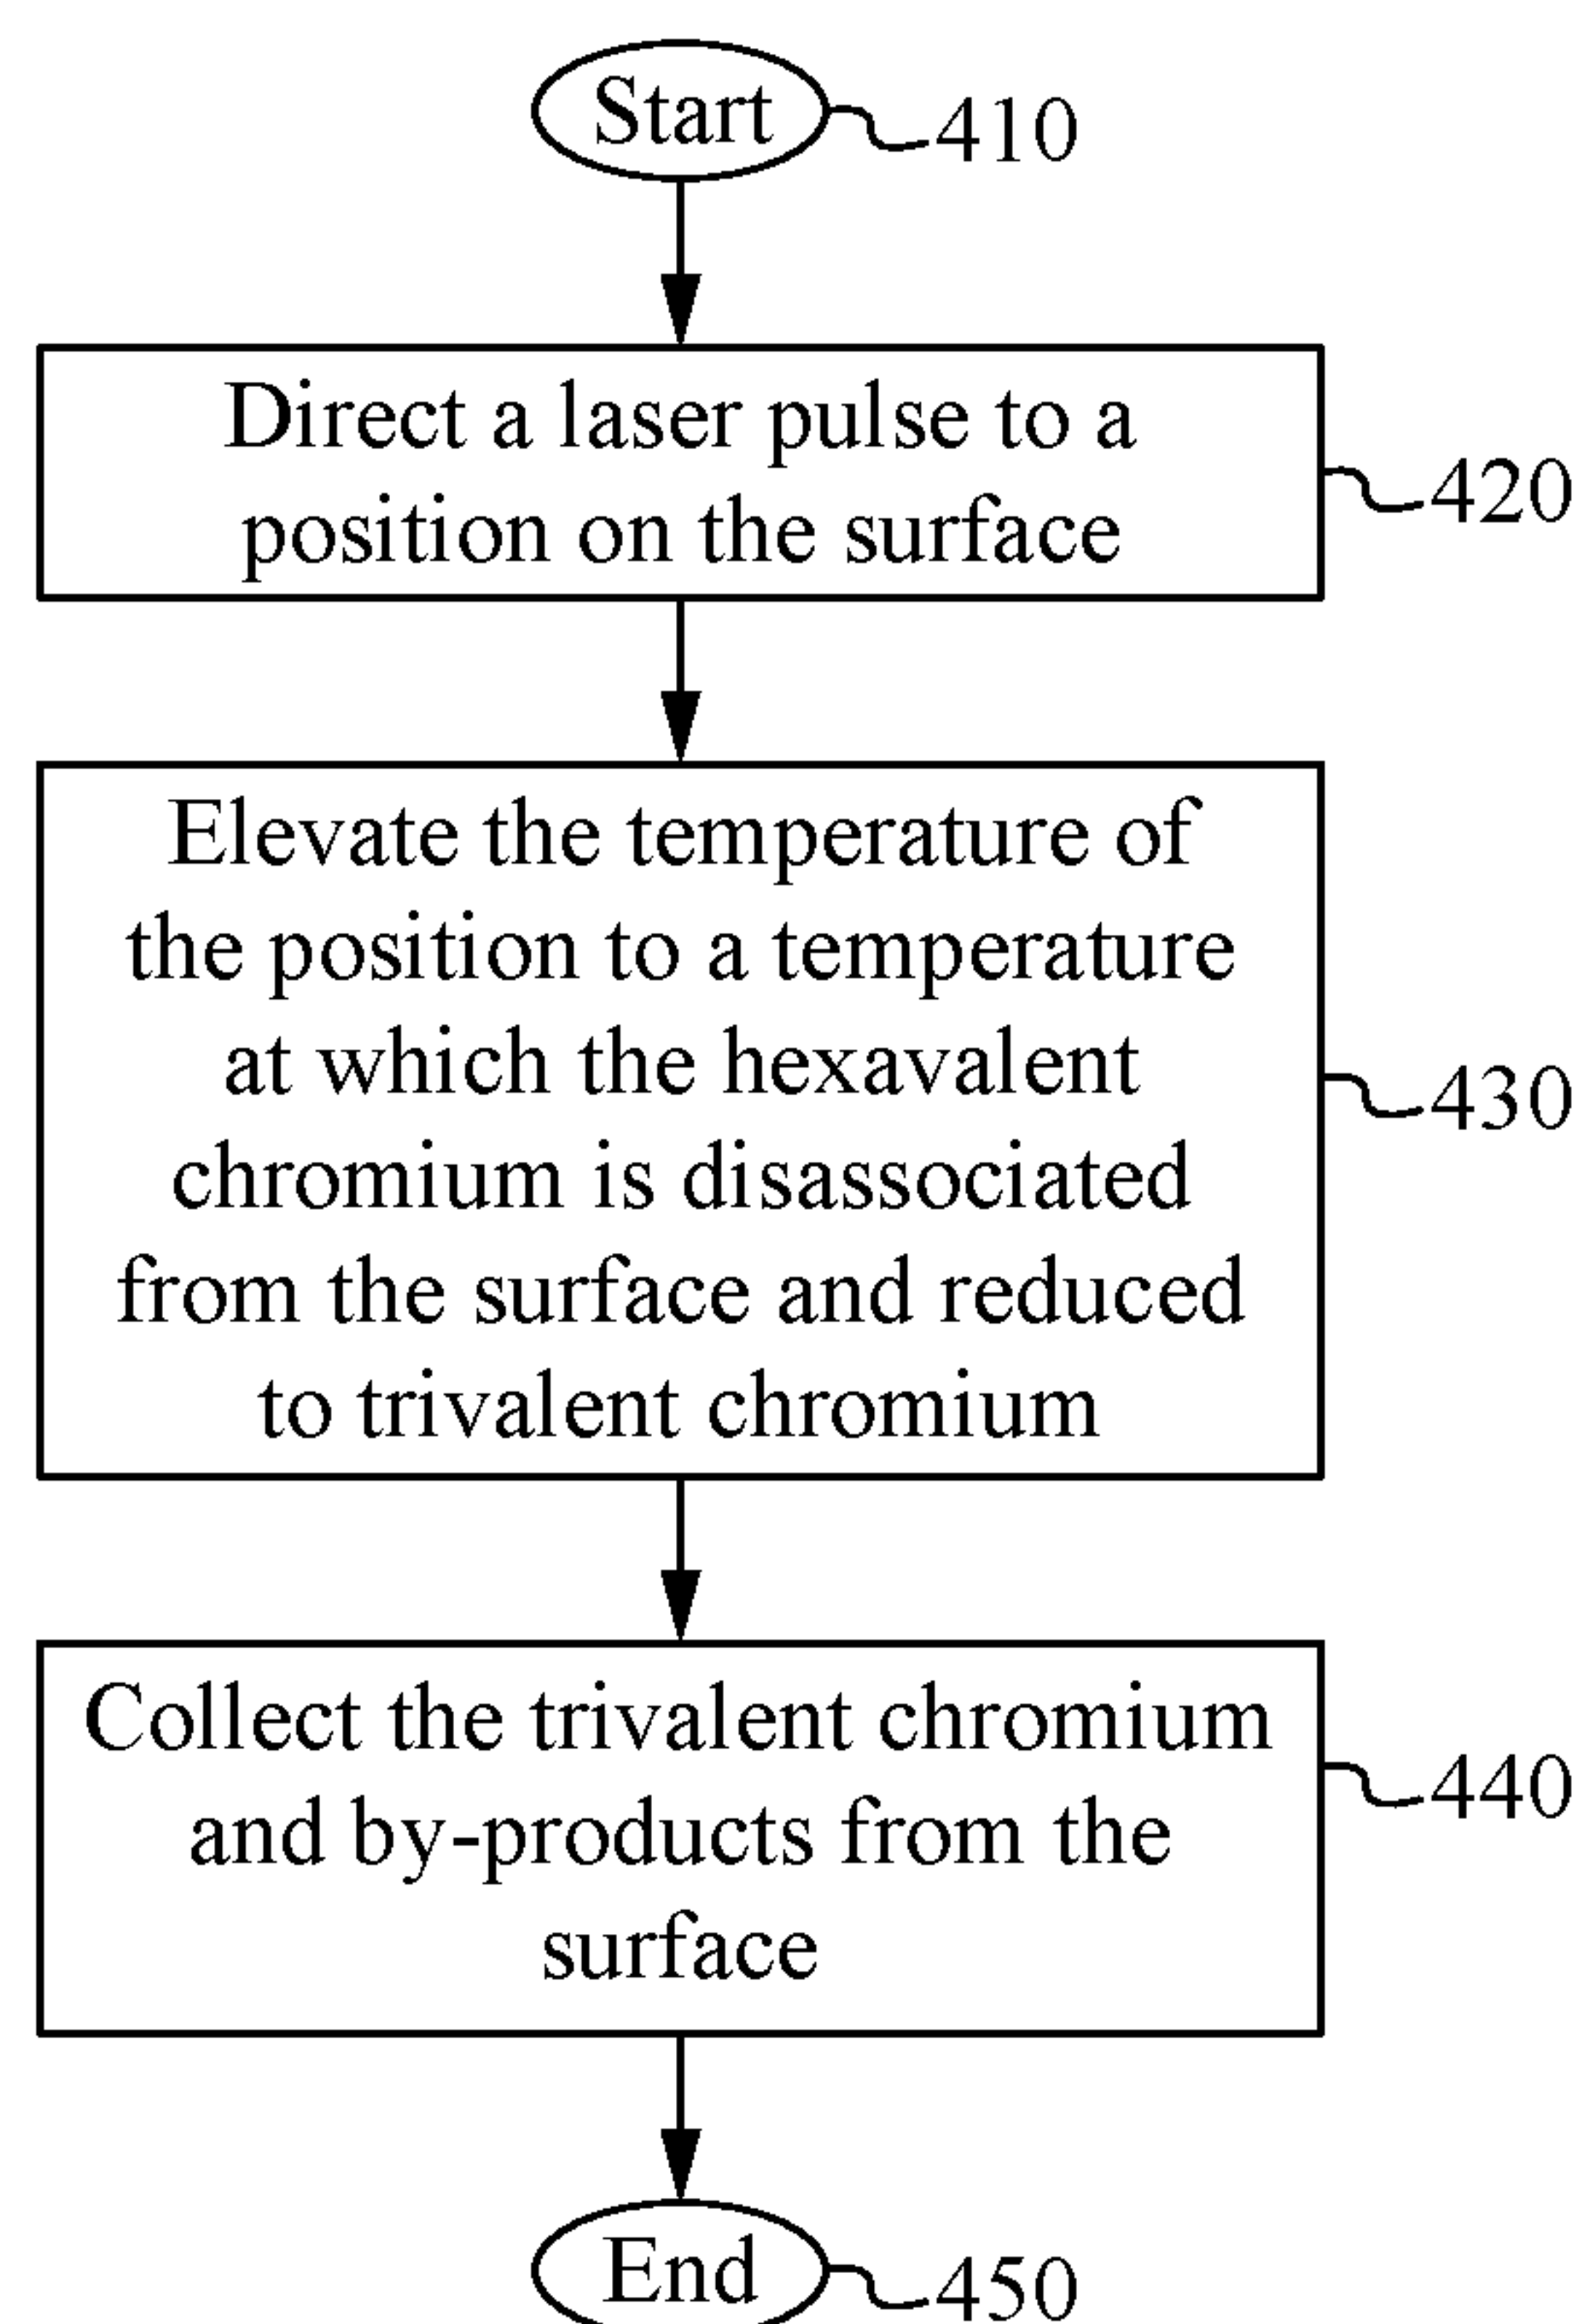 Start
410
Direct a laser pulse to a
position on the surface
420
Elevate the temperature of
the position to a temperature
at which the hexavalent
chromium is disassociated
from the surface and reduced
to trivalent chromium
430
Collect the trivalent chromium
and by-products from the
surface
440
End
450